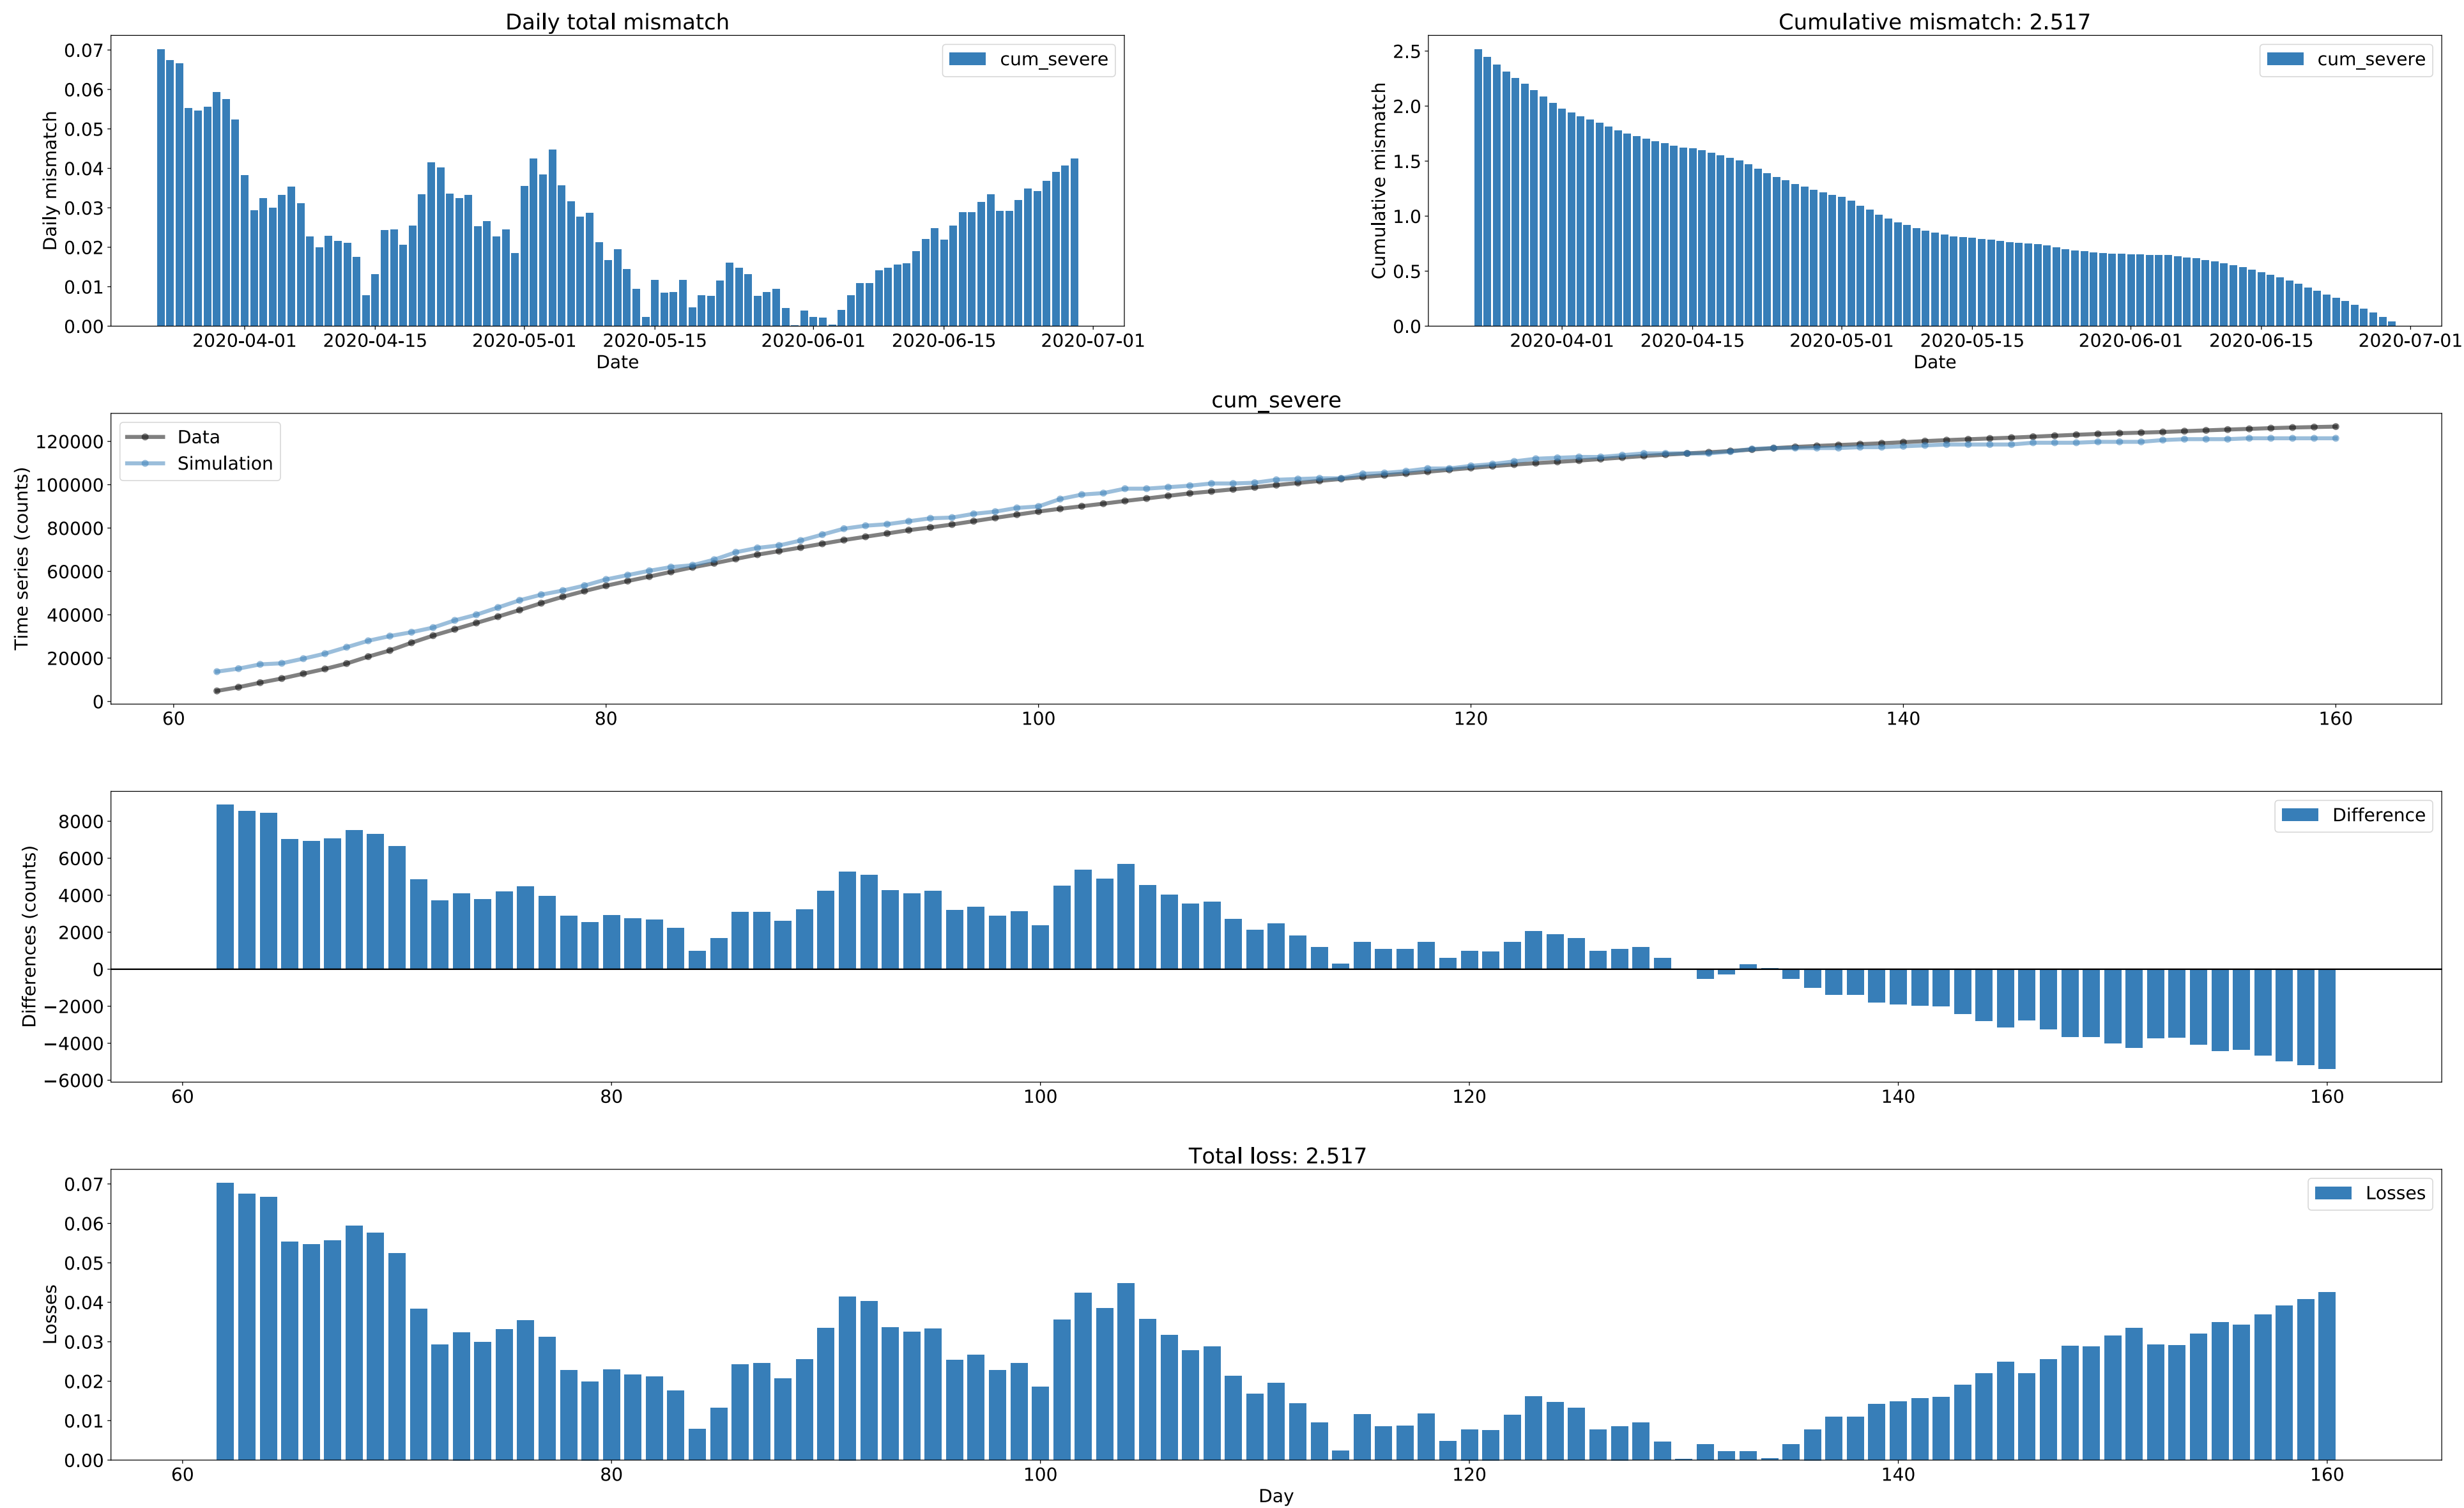 Daily total mismatch
Daily mismatch
0.07
0.06
0.05
0.04
0.03
0.02
0.01
0.00
cum_severe
2020-04-01 2020-04-15 2020-05-01 2020-05-15 2020-06-01 2020-06-15 2020-07-01
Date
Cumulative mismatch: 2.517
Cumulative mismatch
2.5
2.0
1.5
1.0
0.5
0.0
cum_severe
2020-04-01 2020-04-15 2020-05-01 2020-05-15 2020-06-01 2020-06-15 2020-07-01
Date
cum_severe
Time series (counts)
120000
100000
80000
60000
40000
20000
0
Data
Simulation
60 80 100 120 140 160
Differences (counts)
8000
6000
4000
2000
0
−2000
−4000
−6000
Difference
60 80 100 120 140 160
Total loss: 2.517
Losses
0.07
0.06
0.05
0.04
0.03
0.02
0.01
0.00
Losses
60 80 100 120 140 160
Day